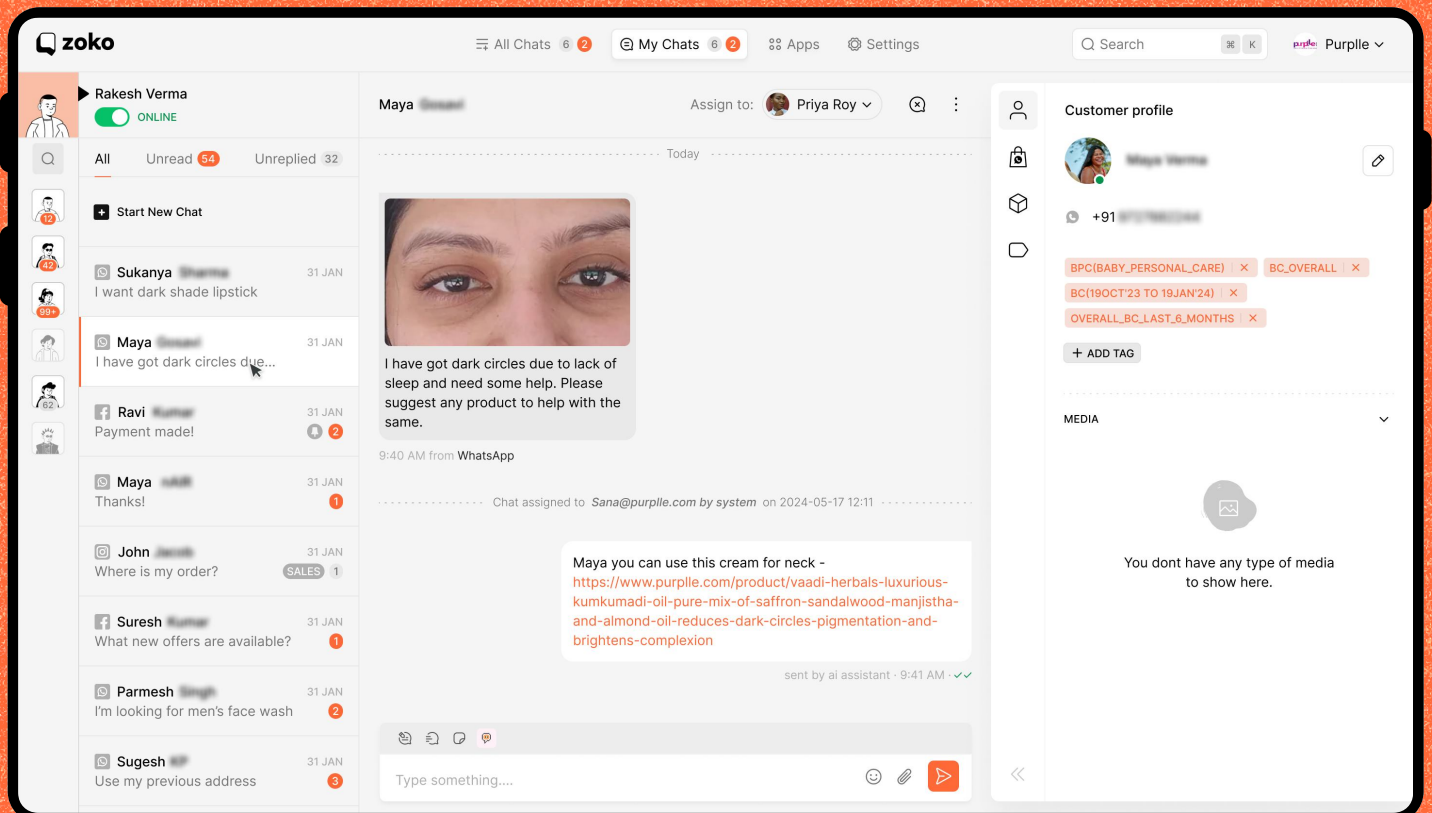 zoko
All Chats 6 2
My Chats 6 2
Apps
Settings
Search ⌘ K
purplle
Purplle
Rakesh Verma
ONLINE
All Unread 54 Unreplied 32
12
42
99+
62
Start New Chat
Sukanya 31 JAN
I want dark shade lipstick
Maya 31 JAN
I have got dark circles due...
Ravi 31 JAN
Payment made! 2
Maya 31 JAN
Thanks! 1
John 31 JAN
Where is my order? SALES 1
Suresh 31 JAN
What new offers are available? 1
Parmesh 31 JAN
I'm looking for men's face wash 2
Sugesh 31 JAN
Use my previous address 3
Maya
Assign to: Priya Roy
Today
I have got dark circles due to lack of
sleep and need some help. Please
suggest any product to help with the
same.
9:40 AM from WhatsApp
Chat assigned to Sana@purplle.com by system on 2024-05-17 12:11
Maya you can use this cream for neck -
https://www.purplle.com/product/vaadi-herbals-luxurious-
kumkumadi-oil-pure-mix-of-saffron-sandalwood-manjistha-
and-almond-oil-reduces-dark-circles-pigmentation-and-
brightens-complexion
sent by ai assistant · 9:41 AM ·
Type something....
Customer profile
+91
BPC(BABY_PERSONAL_CARE) BC_OVERALL
BC(19OCT'23 TO 19JAN'24)
OVERALL_BC_LAST_6_MONTHS
+ ADD TAG
MEDIA
You dont have any type of media
to show here.